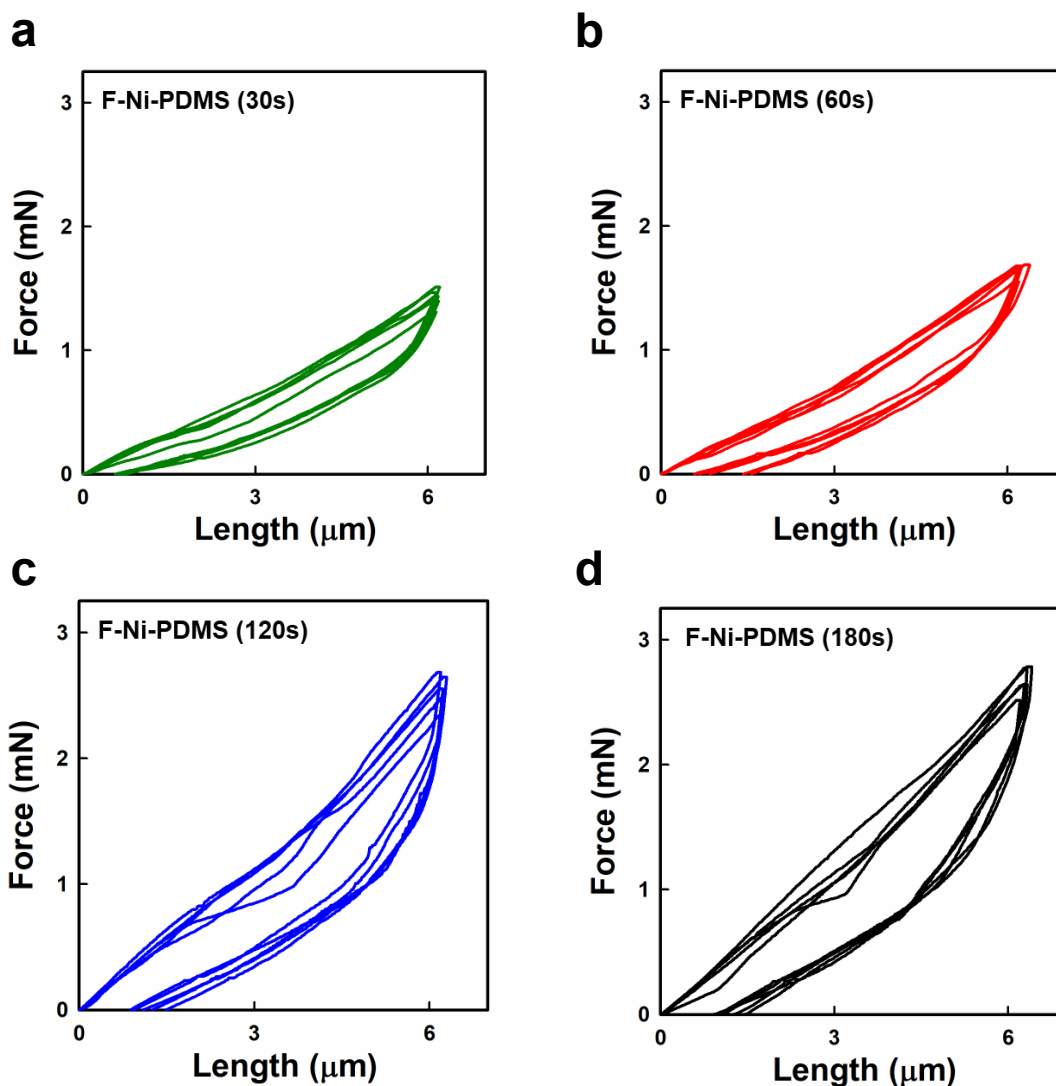 a
F-Ni-PDMS (30s)
3
2
1
0
Force (mN)
0 3 6
Length (μm)
b
F-Ni-PDMS (60s)
3
2
1
0
Force (mN)
0 3 6
Length (μm)
c
F-Ni-PDMS (120s)
3
2
1
0
Force (mN)
0 3 6
Length (μm)
d
F-Ni-PDMS (180s)
3
2
1
0
Force (mN)
0 3 6
Length (μm)